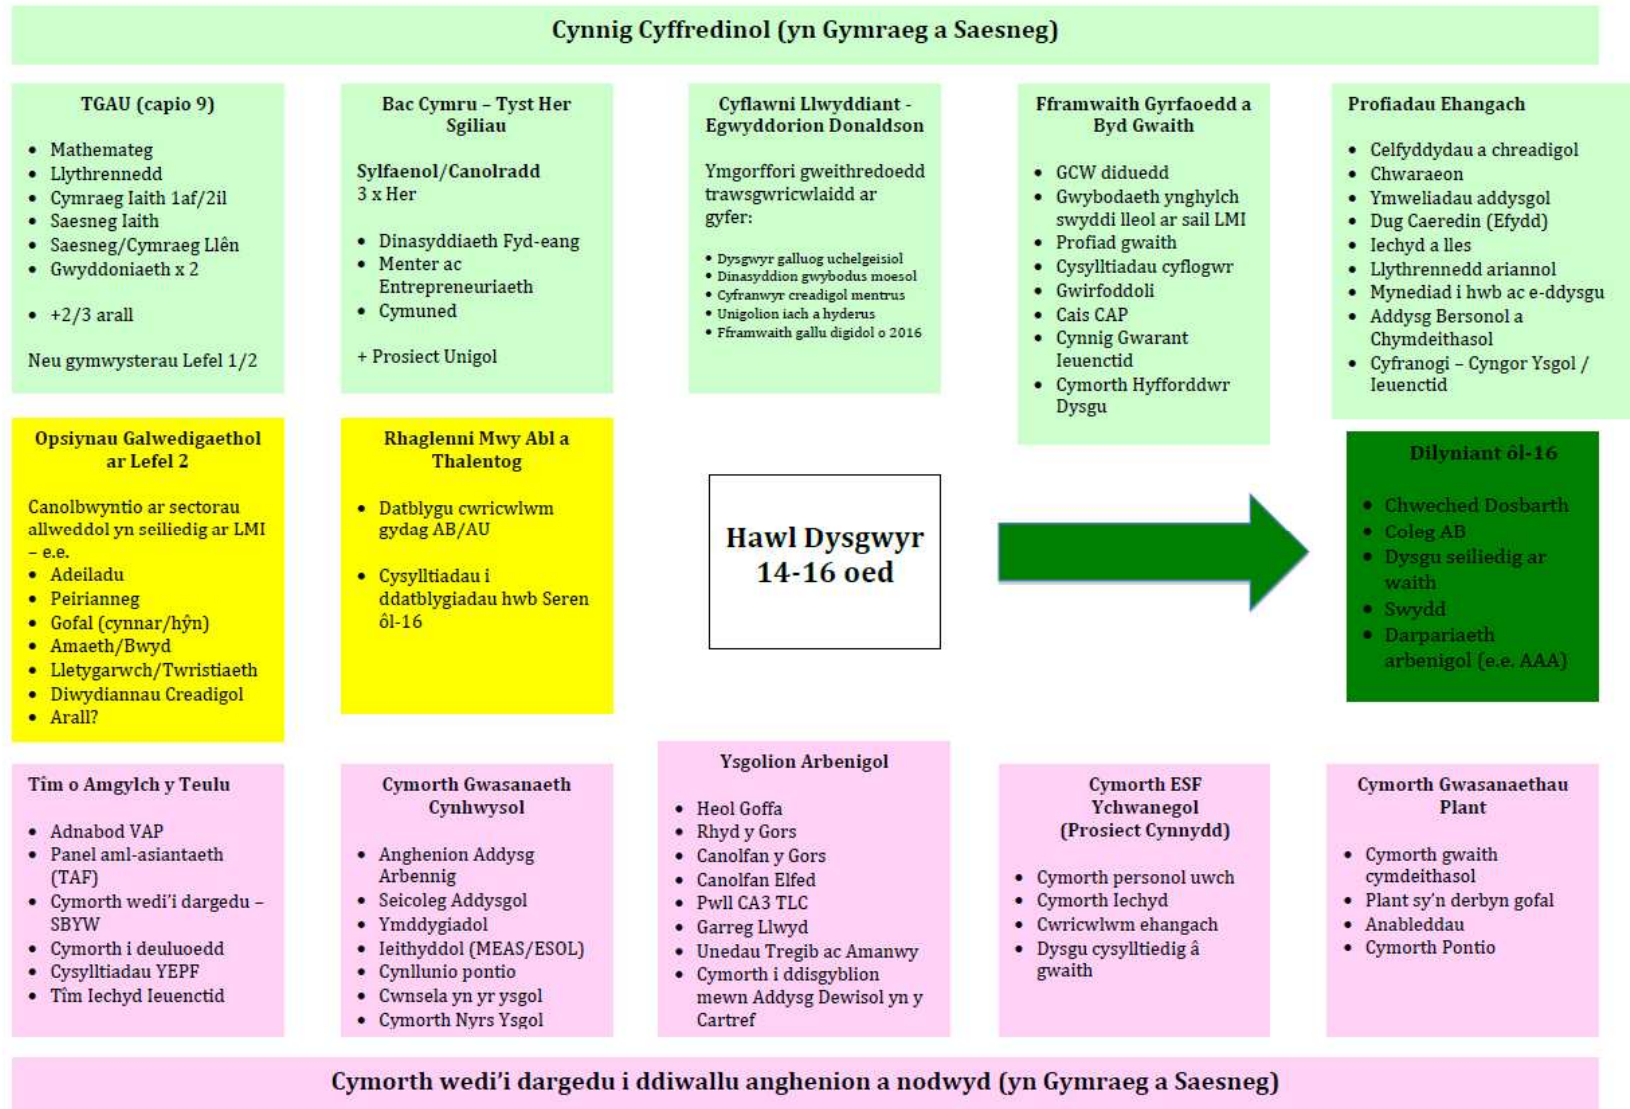 Cynnig Cyffredinol (yn Gymraeg a Saesneg)
TGAU (capio 9)
• Mathemateg
• Llythrennedd
• Cymraeg Iaith 1af/2il
• Saesneg Iaith
• Saesneg/Cymraeg Llên
• Gwyddoniaeth x 2
• +2/3 arall
Neu gymwysterau Lefel 1/2
Bac Cymru – Tyst Her
Sgiliau
Sylfaenol/Canolradd
3 x Her
• Dinasyddiaeth Fyd-eang
• Menter ac
Entrepreneuriaeth
• Cymuned
+ Prosiect Unigol
Cyflawni Llwyddiant -
Egwyddorion Donaldson
Ymgorffori gweithredoedd
trawsgwricwlaidd ar
gyfer:
• Dysgwyr galluog uchelgeisiol
• Dinasyddion gwybodus moesol
• Cyfranwyr creadigol mentrus
• Unigolion iach a hyderus
• Fframwaith gallu digidol o 2016
Fframwaith Gyrfaoedd a
Byd Gwaith
• GCW diduedd
• Gwybodaeth ynghylch
swyddi lleol ar sail LMI
• Profiad gwaith
• Cysylltiadau cyflogwr
• Gwirfoddoli
• Cais CAP
• Cynnig Gwarant
Ieuenctid
• Cymorth Hyfforddwr
Dysgu
Profiadau Ehangach
• Celfyddydau a chreadigol
• Chwaraeon
• Ymweliadau addysgol
• Dug Caeredin (Efydd)
• Iechyd a lles
• Llythrennedd ariannol
• Mynediad i hwb ac e-ddysgu
• Addysg Bersonol a
Chymdeithasol
• Cyfranogi – Cyngor Ysgol /
Ieuenctid
Opsiynau Galwedigaethol
ar Lefel 2
Canolbwyntio ar sectorau
allweddol yn seiliedig ar LMI
– e.e.
• Adeiladu
• Peirianneg
• Gofal (cynnar/hŷn)
• Amaeth/Bwyd
• Lletygarwch/Twristiaeth
• Diwydiannau Creadigol
• Arall?
Rhaglenni Mwy Abl a
Thalentog
• Datblygu cwricwlwm
gydag AB/AU
• Cysylltiadau i
ddatblygiadau hwb Seren
ôl-16
Hawl Dysgwyr
14-16 oed
Dilyniant ôl-16
• Chweched Dosbarth
• Coleg AB
• Dysgu seiliedig ar
waith
• Swydd
• Darpariaeth
arbenigol (e.e. AAA)
Tîm o Amgylch y Teulu
• Adnabod VAP
• Panel aml-asiantaeth
(TAF)
• Cymorth wedi'i dargedu –
SBYW
• Cymorth i deuluoedd
• Cysylltiadau YEPF
• Tîm Iechyd Ieuenctid
Cymorth Gwasanaeth
Cynhwysol
• Anghenion Addysg
Arbennig
• Seicoleg Addysgol
• Ymddygiadol
• Ieithyddol (MEAS/ESOL)
• Cynllunio pontio
• Cwnsela yn yr ysgol
• Cymorth Nyrs Ysgol
Ysgolion Arbenigol
• Heol Goffa
• Rhyd y Gors
• Canolfan y Gors
• Canolfan Elfed
• Pwll CA3 TLC
• Garreg Llwyd
• Unedau Tregib ac Amanwy
• Cymorth i ddisgyblion
mewn Addysg Dewisol yn y
Cartref
Cymorth ESF
Ychwanegol
(Prosiect Cynnydd)
• Cymorth personol uwch
• Cymorth Iechyd
• Cwricwlwm ehangach
• Dysgu cysylltiedig â
gwaith
Cymorth Gwasanaethau
Plant
• Cymorth gwaith
cymdeithasol
• Plant sy'n derbyn gofal
• Anableddau
• Cymorth Pontio
Cymorth wedi'i dargedu i ddiwallu anghenion a nodwyd (yn Gymraeg a Saesneg)